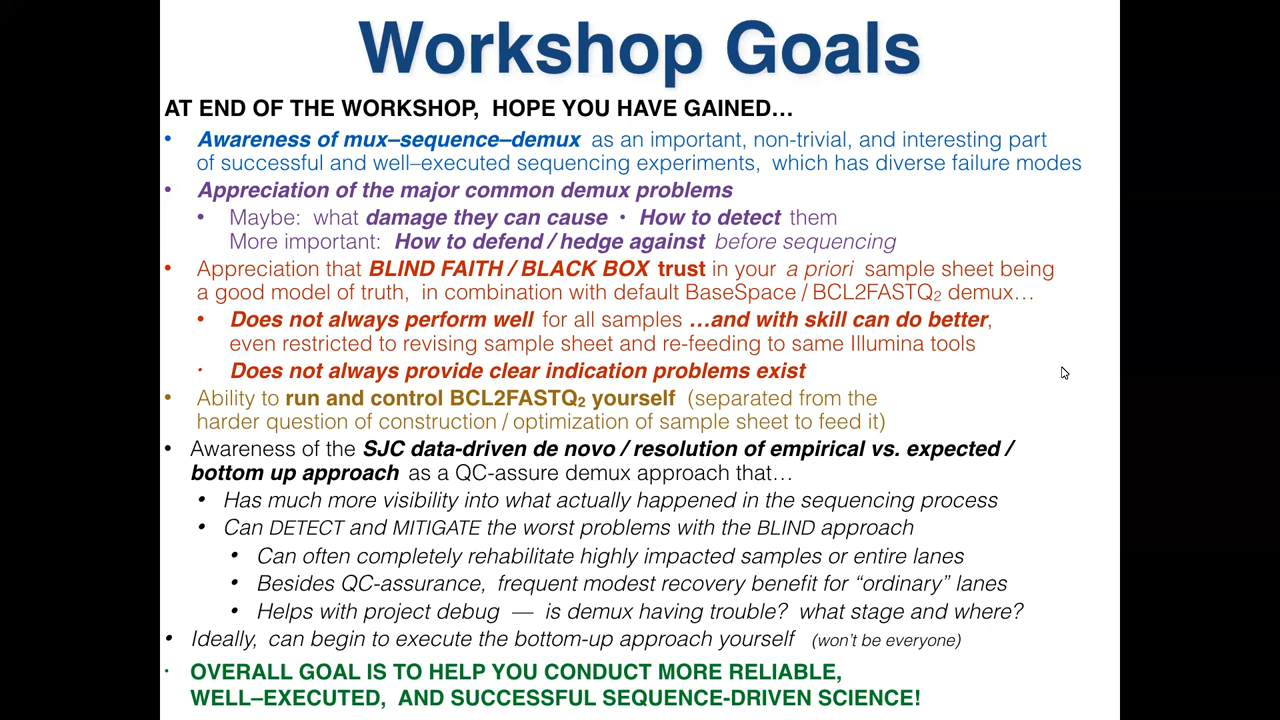 Workshop Goals
AT END OF THE WORKSHOP, HOPE YOU HAVE GAINED…
• Awareness of mux–sequence–demux as an important, non-trivial, and interesting part
of successful and well–executed sequencing experiments, which has diverse failure modes
• Appreciation of the major common demux problems
• Maybe: what damage they can cause • How to detect them
More important: How to defend / hedge against before sequencing
• Appreciation that BLIND FAITH / BLACK BOX trust in your a priori sample sheet being
a good model of truth, in combination with default BaseSpace / BCL2FASTQ₂ demux…
• Does not always perform well for all samples …and with skill can do better,
even restricted to revising sample sheet and re-feeding to same Illumina tools
· Does not always provide clear indication problems exist
• Ability to run and control BCL2FASTQ₂ yourself (separated from the
harder question of construction / optimization of sample sheet to feed it)
• Awareness of the SJC data-driven de novo / resolution of empirical vs. expected /
bottom up approach as a QC-assure demux approach that…
• Has much more visibility into what actually happened in the sequencing process
• Can DETECT and MITIGATE the worst problems with the BLIND approach
• Can often completely rehabilitate highly impacted samples or entire lanes
• Besides QC-assurance, frequent modest recovery benefit for “ordinary” lanes
• Helps with project debug — is demux having trouble? what stage and where?
• Ideally, can begin to execute the bottom-up approach yourself (won’t be everyone)
· OVERALL GOAL IS TO HELP YOU CONDUCT MORE RELIABLE,
WELL–EXECUTED, AND SUCCESSFUL SEQUENCE-DRIVEN SCIENCE!